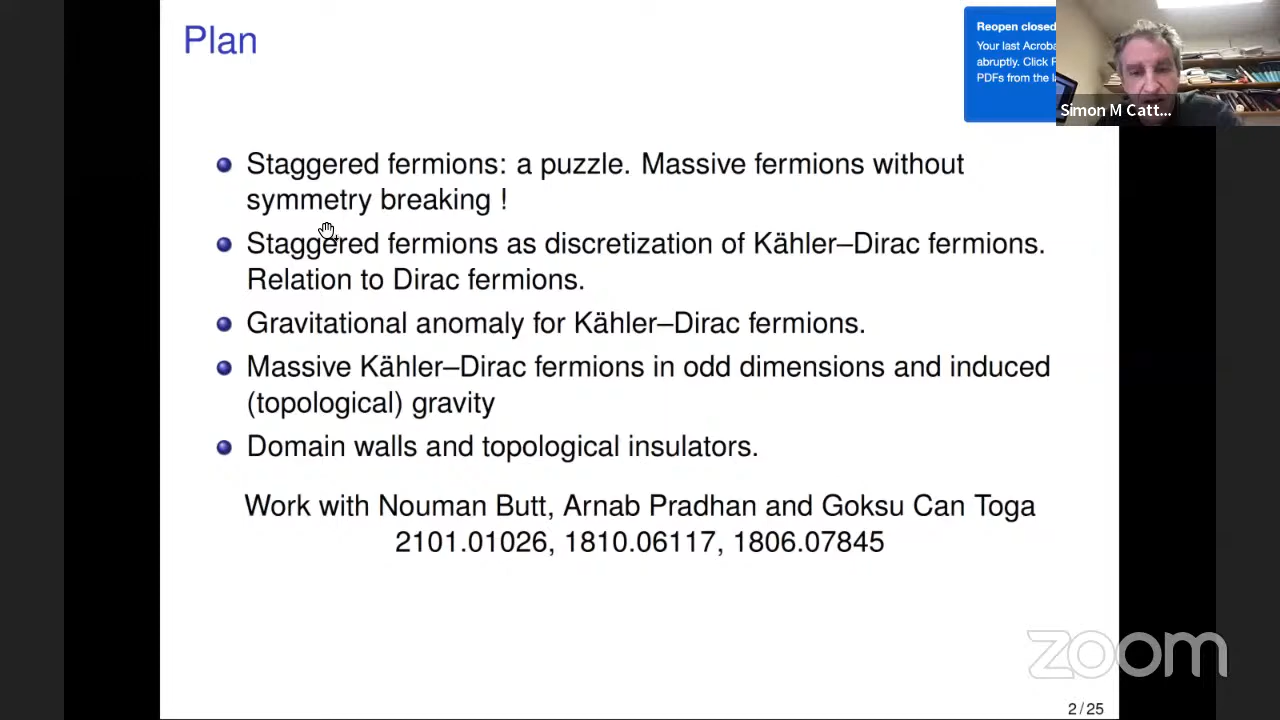 Plan
Reopen closed
Your last Acroba
abruptly. Click
PDFs from the
Simon M Catt...
Staggered fermions: a puzzle. Massive fermions without
symmetry breaking !
Staggered fermions as discretization of Kähler–Dirac fermions.
Relation to Dirac fermions.
Gravitational anomaly for Kähler–Dirac fermions.
Massive Kähler–Dirac fermions in odd dimensions and induced
(topological) gravity
Domain walls and topological insulators.
Work with Nouman Butt, Arnab Pradhan and Goksu Can Toga
2101.01026, 1810.06117, 1806.07845
zoom
2 / 25